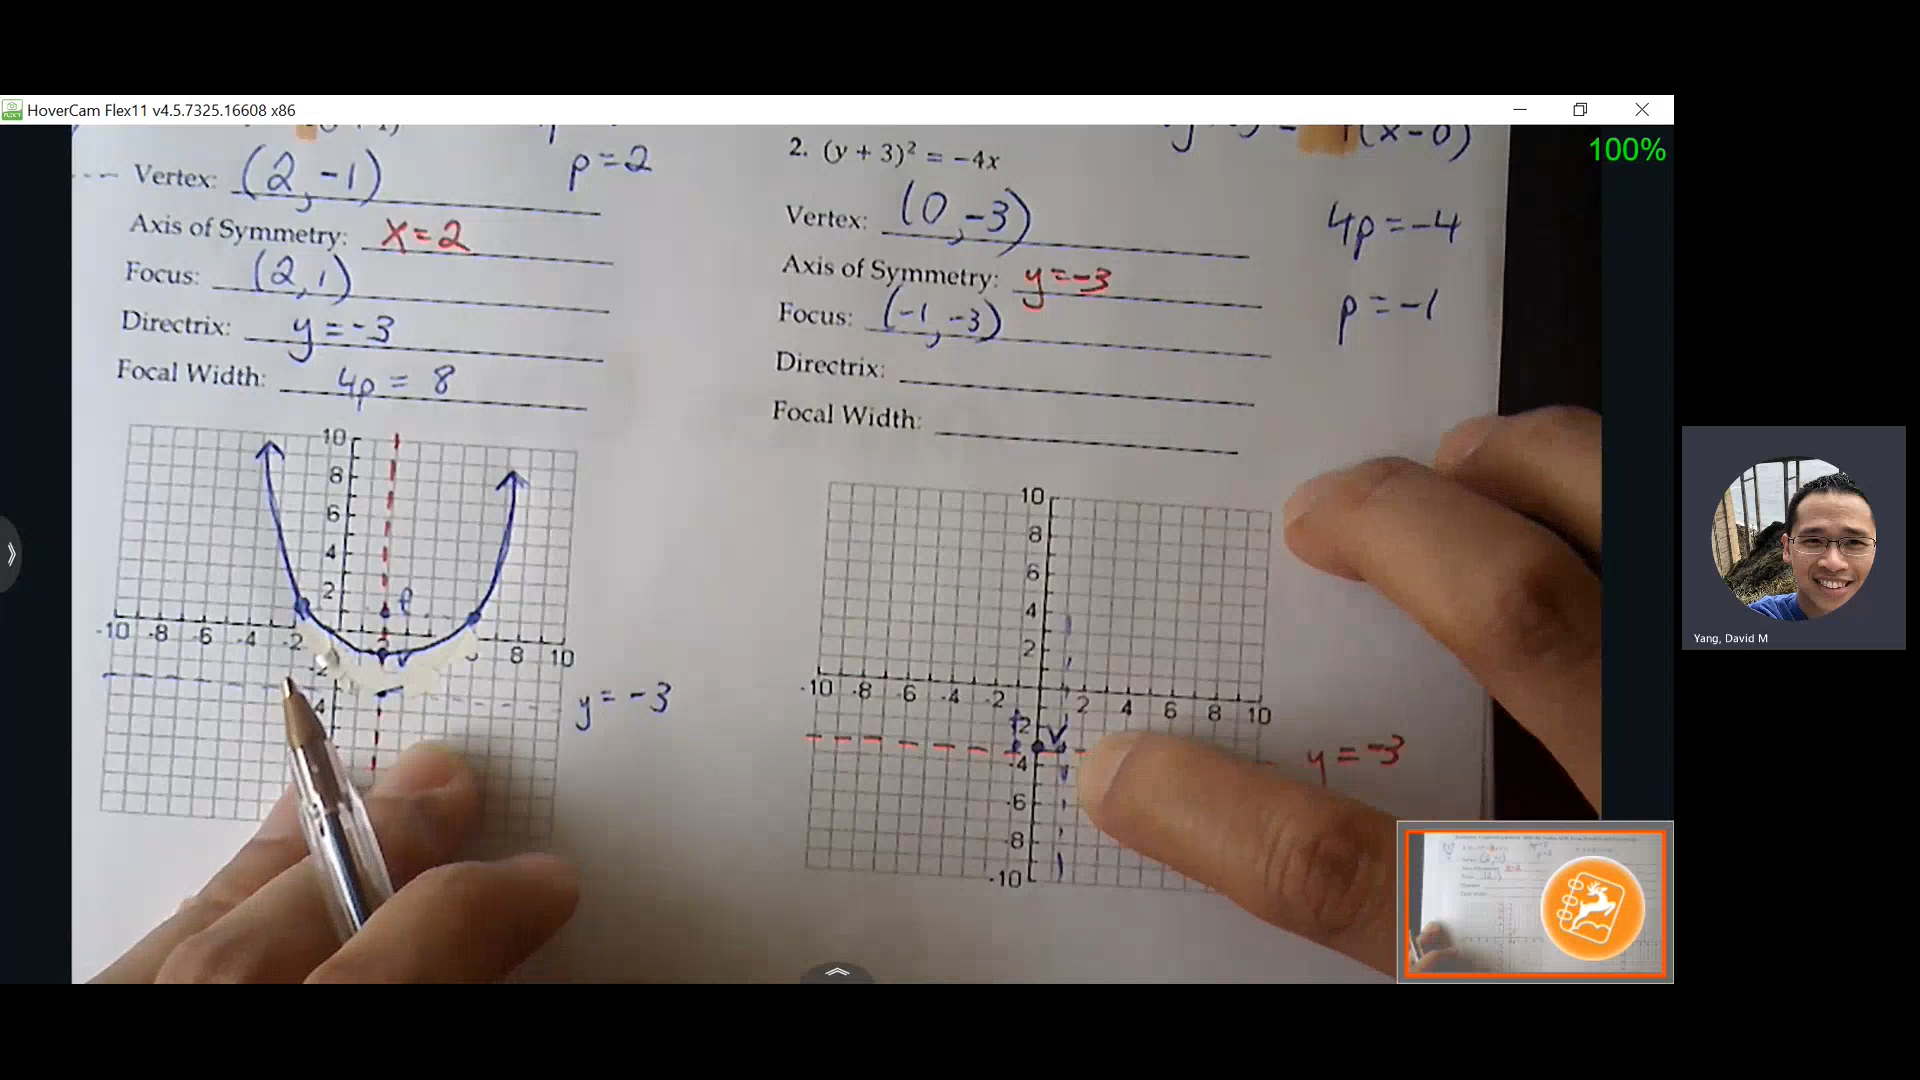 HoverCam Flex11 v4.5.7325.16608 x86
100%
p=2
Vertex: (2,-1)
Axis of Symmetry: x=2
Focus: (2,1)
Directrix: y=-3
Focal Width: 4p = 8
10
8
6
4
2
f
-10 -8 -6 -4 -2 8 10
-2
4
y=-3
2. (y + 3)² = -4x
(x-0)
Vertex: (0,-3)
4p=-4
Axis of Symmetry: y=-3
Focus: (-1,-3)
p=-1
Directrix:
Focal Width:
10
8
6
4
2
-10 -8 -6 -4 -2 2 4 6 8 10
V
-4
-6
-8
-10
y=-3
Yang, David M